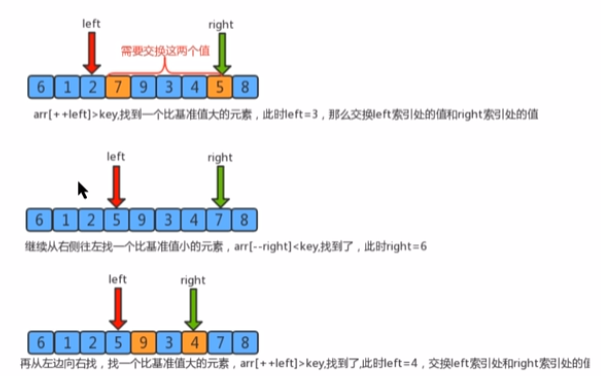 left right
需要交换这两个值
6 1 2 7 9 3 4 5 8
arr[++left]>key,找到一个比基准值大的元素，此时left=3，那么交换left索引处的值和right索引处的值
left right
6 1 2 5 9 3 4 7 8
继续从右侧往左找一个比基准值小的元素，arr[--right]<key,找到了，此时right=6
left right
6 1 2 5 9 3 4 7 8
再从左边向右找，找一个比基准值大的元素，arr[++left]>key,找到了,此时left=4，交换left索引处和right索引处的值